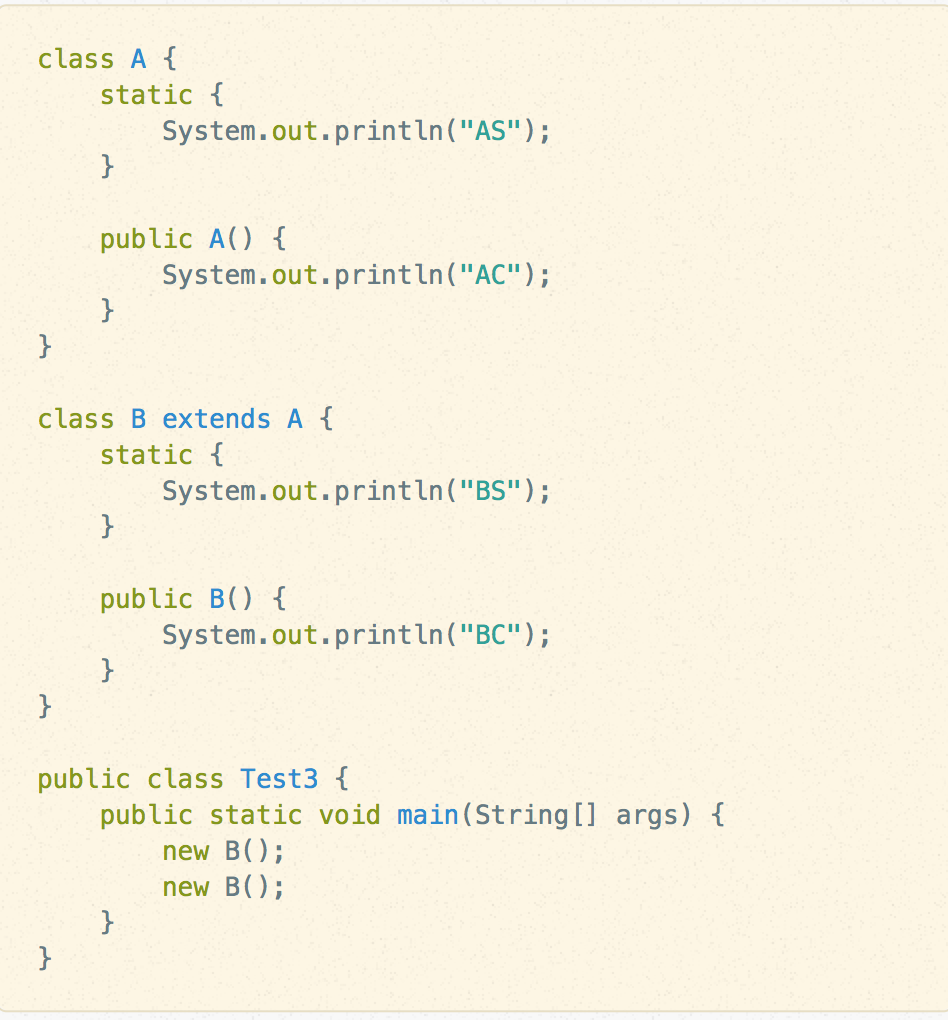 class A {
    static {
        System.out.println("AS");
    }

    public A() {
        System.out.println("AC");
    }
}

class B extends A {
    static {
        System.out.println("BS");
    }

    public B() {
        System.out.println("BC");
    }
}

public class Test3 {
    public static void main(String[] args) {
        new B();
        new B();
    }
}